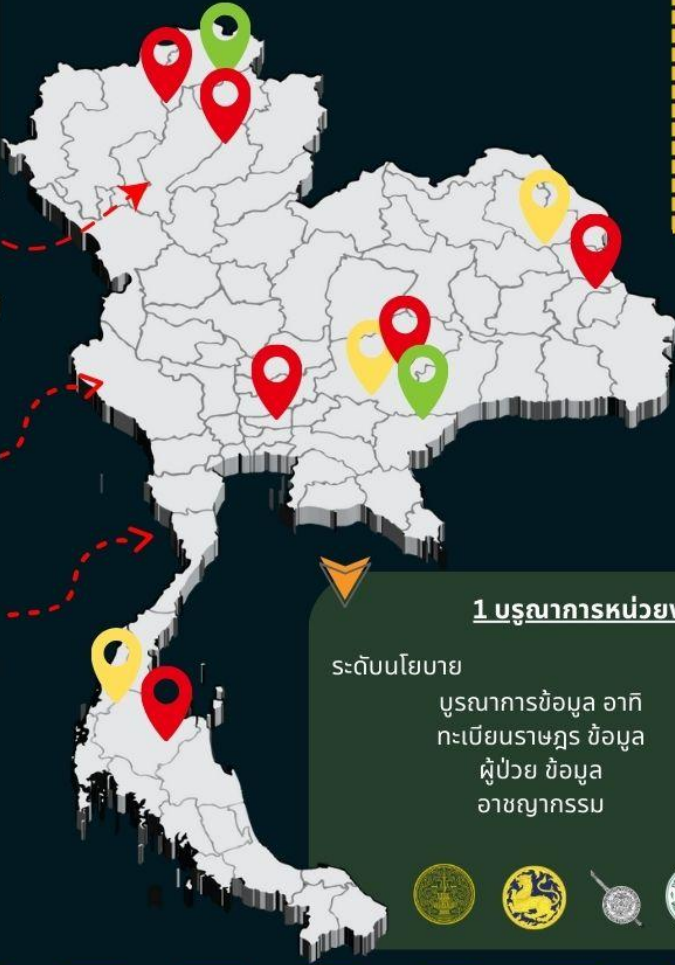 1 บรูณาการหน่วย
ระดับนโยบาย
บูรณาการข้อมูล อาทิ
ทะเบียนราษฎร ข้อมูล
ผู้ป่วย ข้อมูล
อาชญากรรม